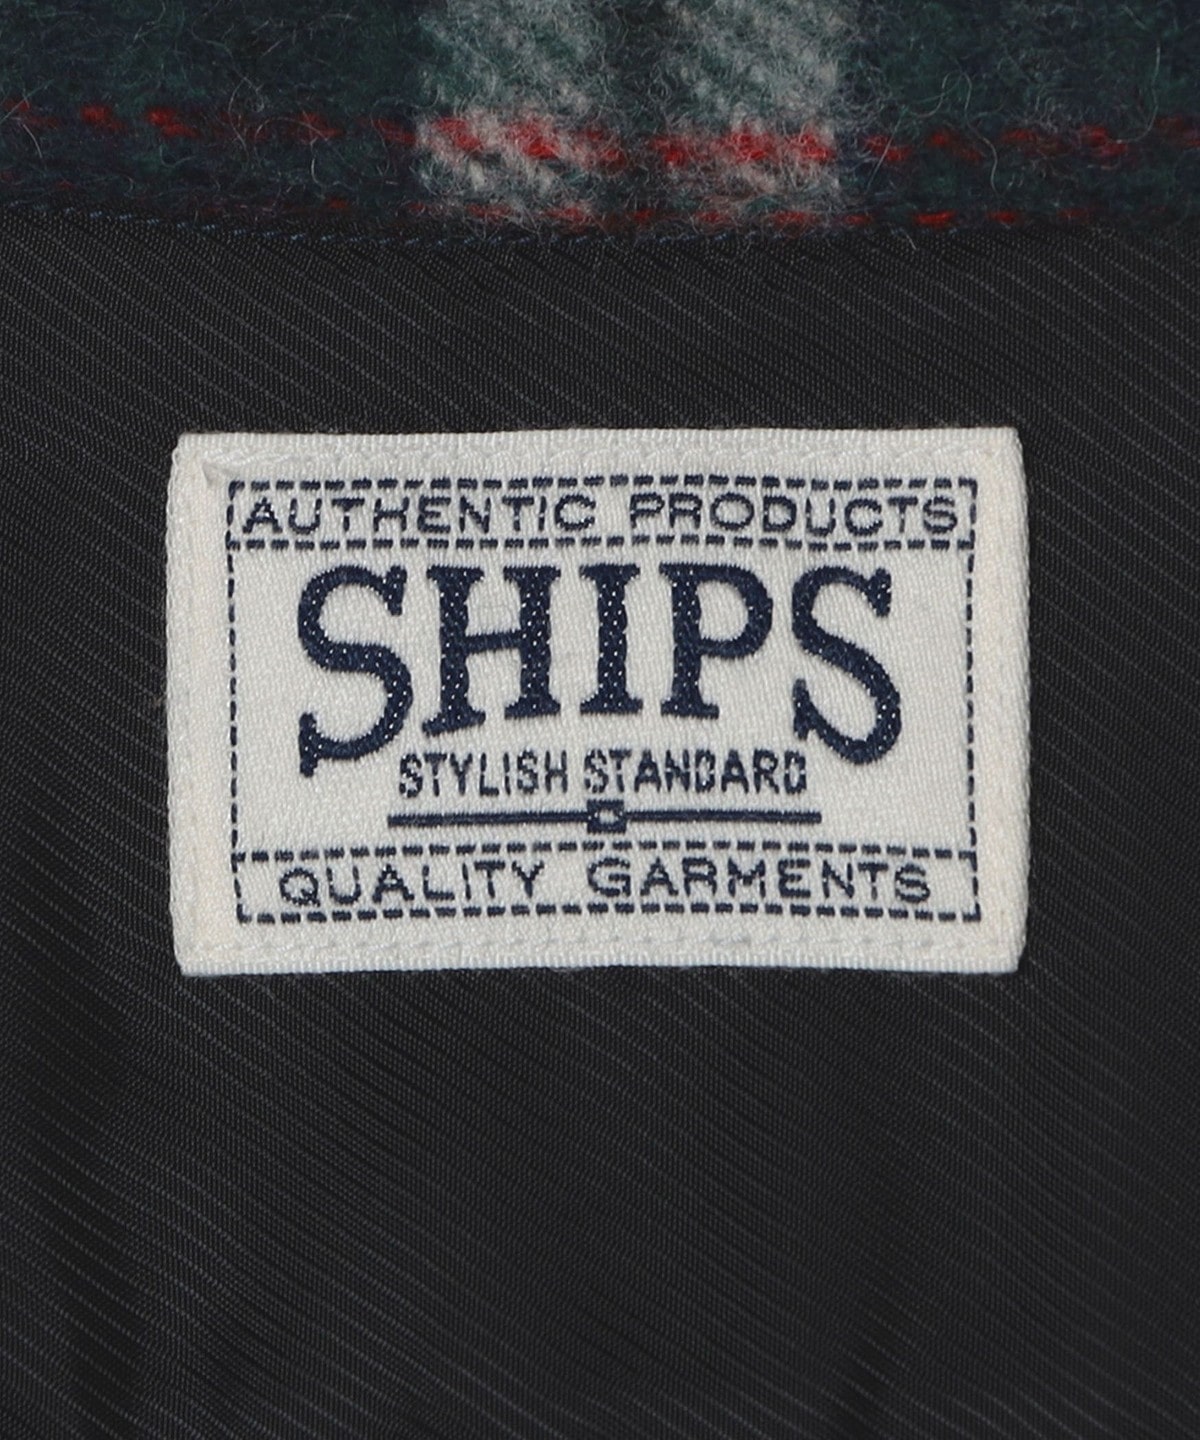 AUTHENTIC PRODUCTS
SHIPS
STYLISH STANDARD
QUALITY GARMENTS